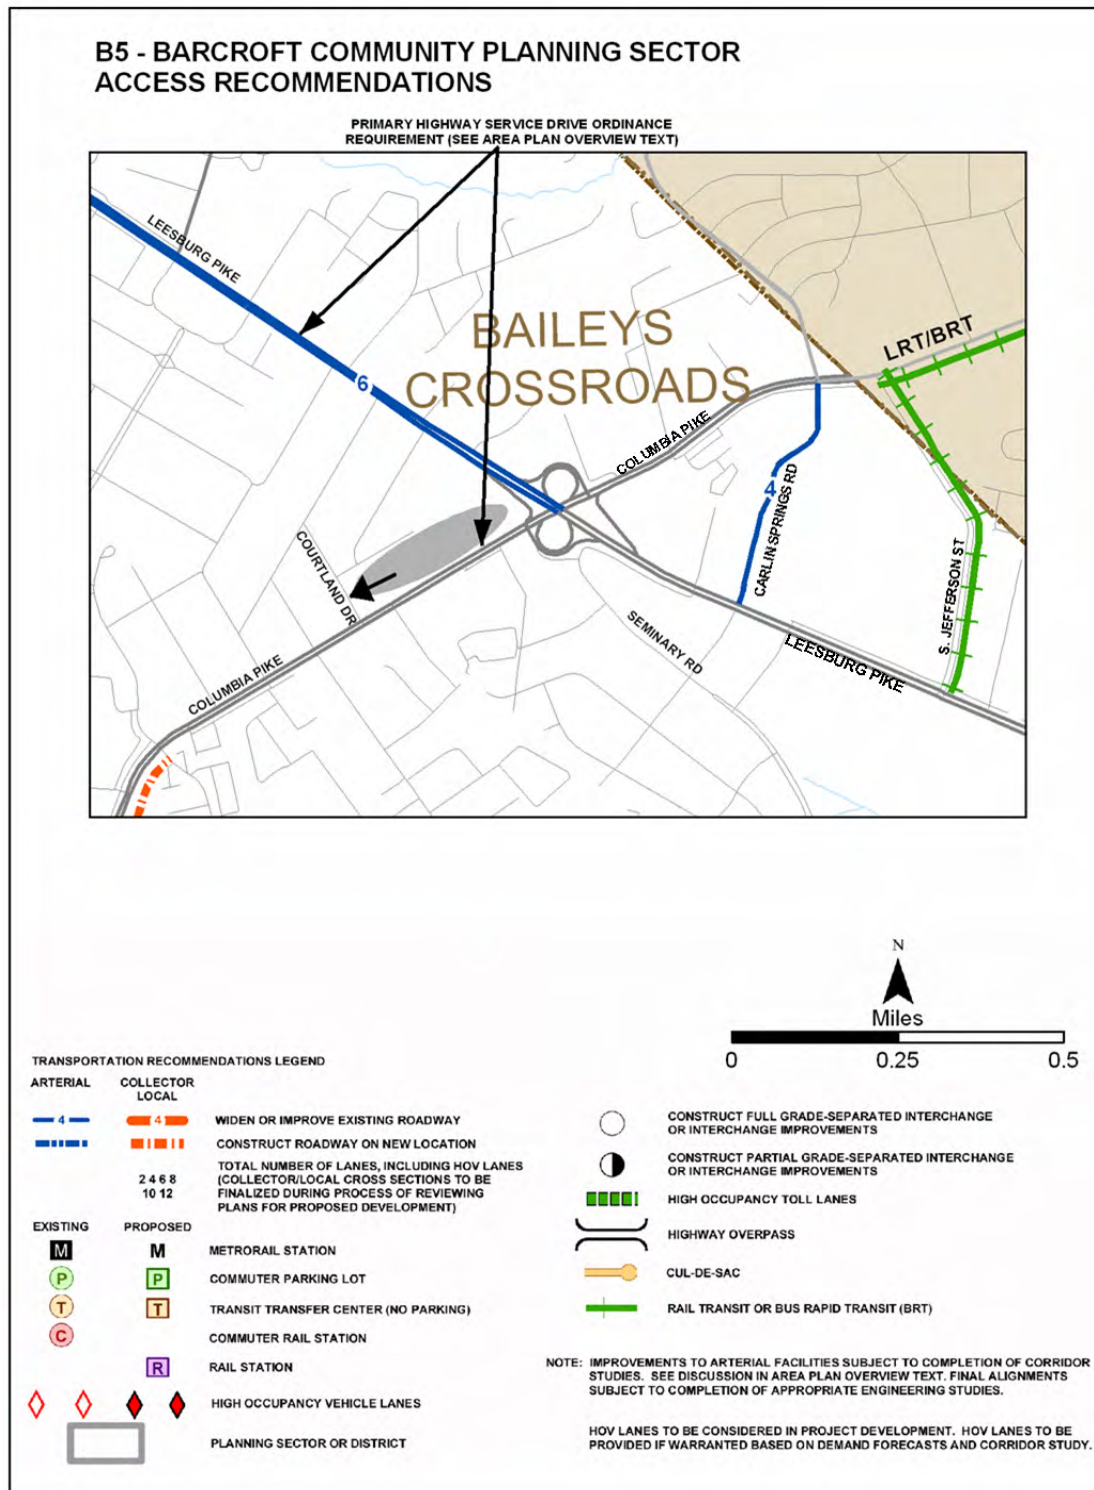 B5 - BARCROFT COMMUNITY PLANNING SECTOR
ACCESS RECOMMENDATIONS
PRIMARY HIGHWAY SERVICE DRIVE ORDINANCE
REQUIREMENT (SEE AREA PLAN OVERVIEW TEXT)
LEESBURG PIKE
BAILEYS
CROSSROADS
LRT/BRT
6
COLUMBIA PIKE
4
CARLIN SPRINGS RD
COURTLAND DR
S. JEFFERSON ST
SEMINARY RD
LEESBURG PIKE
COLUMBIA PIKE
N
Miles
0 0.25 0.5
TRANSPORTATION RECOMMENDATIONS LEGEND
ARTERIAL COLLECTOR
LOCAL
4 4 WIDEN OR IMPROVE EXISTING ROADWAY
CONSTRUCT ROADWAY ON NEW LOCATION
2 4 6 8
10 12
TOTAL NUMBER OF LANES, INCLUDING HOV LANES
(COLLECTOR/LOCAL CROSS SECTIONS TO BE
FINALIZED DURING PROCESS OF REVIEWING
PLANS FOR PROPOSED DEVELOPMENT)
EXISTING PROPOSED
M M METRORAIL STATION
P P COMMUTER PARKING LOT
T T TRANSIT TRANSFER CENTER (NO PARKING)
C COMMUTER RAIL STATION
R RAIL STATION
HIGH OCCUPANCY VEHICLE LANES
PLANNING SECTOR OR DISTRICT
CONSTRUCT FULL GRADE-SEPARATED INTERCHANGE
OR INTERCHANGE IMPROVEMENTS
CONSTRUCT PARTIAL GRADE-SEPARATED INTERCHANGE
OR INTERCHANGE IMPROVEMENTS
HIGH OCCUPANCY TOLL LANES
HIGHWAY OVERPASS
CUL-DE-SAC
RAIL TRANSIT OR BUS RAPID TRANSIT (BRT)
NOTE: IMPROVEMENTS TO ARTERIAL FACILITIES SUBJECT TO COMPLETION OF CORRIDOR
STUDIES. SEE DISCUSSION IN AREA PLAN OVERVIEW TEXT. FINAL ALIGNMENTS
SUBJECT TO COMPLETION OF APPROPRIATE ENGINEERING STUDIES.
HOV LANES TO BE CONSIDERED IN PROJECT DEVELOPMENT. HOV LANES TO BE
PROVIDED IF WARRANTED BASED ON DEMAND FORECASTS AND CORRIDOR STUDY.